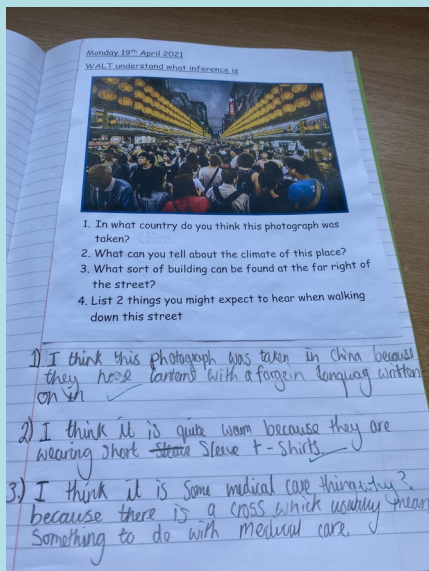 Monday 19th April 2021
WALT understand what inference is
1. In what country do you think this photograph was
taken? China
2. What can you tell about the climate of this place?
3. What sort of building can be found at the far right of
the street?
4. List 2 things you might expect to hear when walking
down this street
1) I think this photograph was taken in China because
they have lanterns with a forgein languag written
on
2) I think it is quite warm because they are
wearing short Sleeve t-shirts.
3.) I think it is some medical care thing why?
because there is a cross which usually mean
Something to do with medical care.